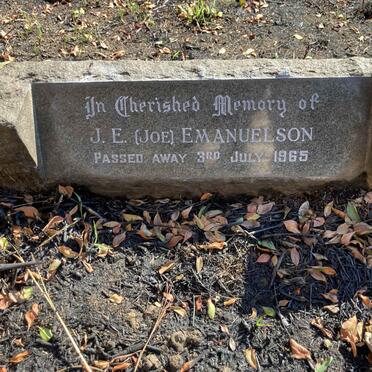 In Cherished Memory of
J. E. (JOE) EMANUELSON
PASSED AWAY 3RD JULY 1965